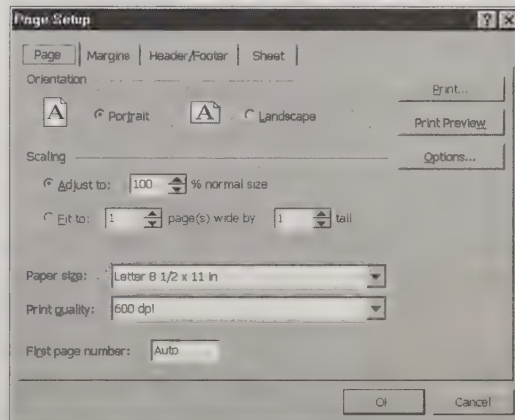 Page Setup
Page Margins Header/Footer Sheet
Orientation
A Portrait A Landscape
Print...
Print Preview
Options...
Scaling
Adjust to: 100 % normal size
Fit to: 1 page(s) wide by 1 tall
Paper size: Letter 8 1/2 x 11 in
Print quality: 600 dpi
First page number: Auto
OK Cancel